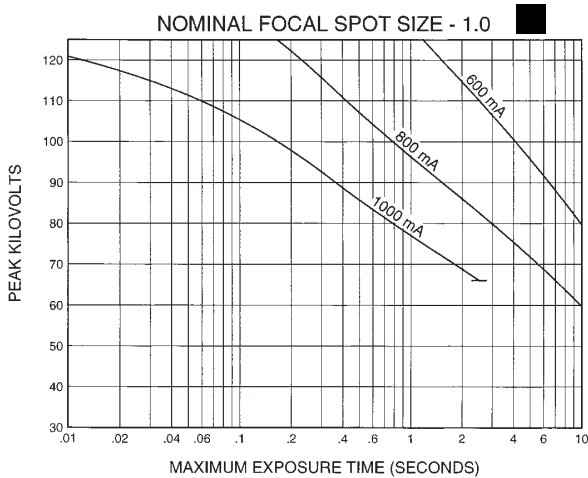 NOMINAL FOCAL SPOT SIZE - 1.0
120
110
100
90
80
70
60
50
40
30
PEAK KILOVOLTS
600 mA
800 mA
1000 mA
.01 .02 .04 .06 .1 .2 .4 .6 1 2 4 6 10
MAXIMUM EXPOSURE TIME (SECONDS)